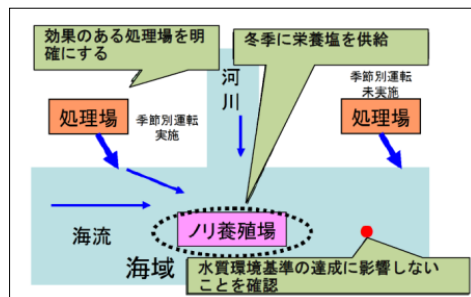 効果のある処理場を明
確にする
冬季に栄養塩を供給
河川
季節別運転
未実施
処理場
季節別運転
実施
処理場
ノリ養殖場
海流
海域
水質環境基準の達成に影響しない
ことを確認